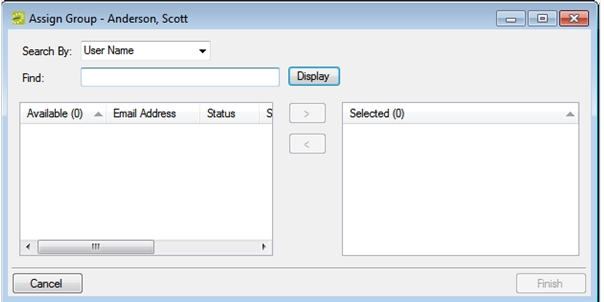 Assign Group - Anderson, Scott
Search By: User Name
Find: Display
Available (0) Email Address Status S > Selected (0)
<
Cancel Finish